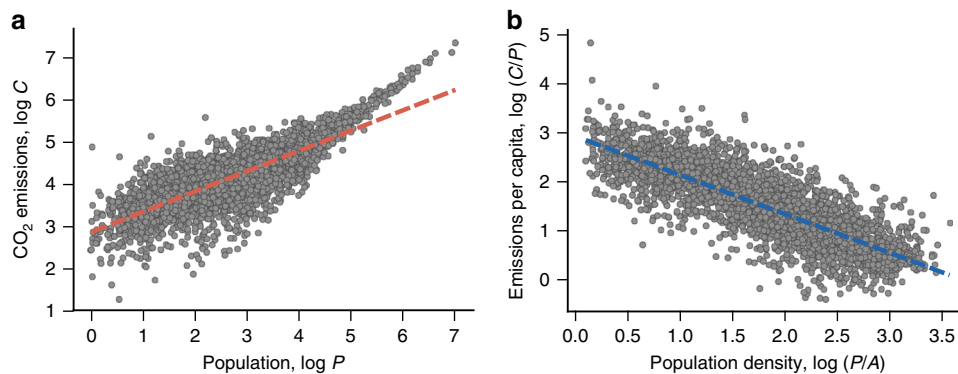 a
CO2 emissions, log C
7
6
5
4
3
2
1
0 1 2 3 4 5 6 7
Population, log P
b
Emissions per capita, log (C/P)
5
4
3
2
1
0
0.0 0.5 1.0 1.5 2.0 2.5 3.0 3.5
Population density, log (P/A)